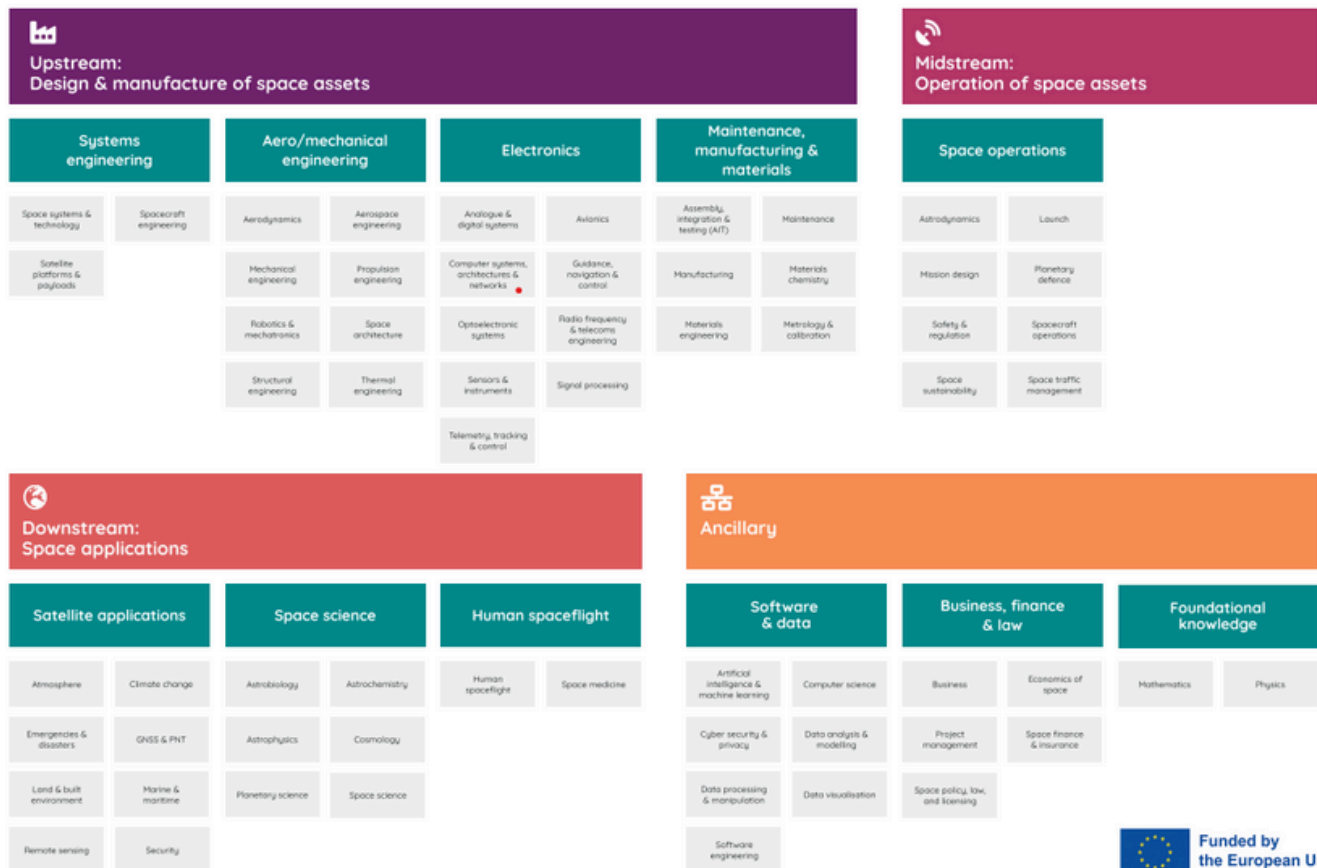 Upstream:
Design & manufacture of space assets
Midstream:
Operation of space assets
Systems
engineering
Aero/mechanical
engineering
Electronics
Maintenance,
manufacturing &
materials
Space operations
Space systems &
technology
Spacecraft
engineering
Satellite
platforms &
payloads
Aerodynamics
Aerospace
engineering
Mechanical
engineering
Propulsion
engineering
Robotics &
mechatronics
Space
architecture
Structural
engineering
Thermal
engineering
Analogue &
digital systems
Avionics
Computer systems,
architectures &
networks
Guidance,
navigation &
control
Optoelectronic
systems
Radio frequency
& telecoms
engineering
Sensors &
instruments
Signal processing
Telemetry, tracking
& control
Assembly,
integration &
testing (AIT)
Maintenance
Manufacturing
Materials
chemistry
Materials
engineering
Metrology &
calibration
Astrodynamics
Launch
Mission design
Planetary
defence
Safety &
regulation
Spacecraft
operations
Space
sustainability
Space traffic
management
Downstream:
Space applications
Ancillary
Satellite applications
Space science
Human spaceflight
Software
& data
Business, finance
& law
Foundational
knowledge
Atmosphere
Climate change
Emergencies &
disasters
GNSS & PNT
Land & built
environment
Marine &
maritime
Remote sensing
Security
Astrobiology
Astrochemistry
Astrophysics
Cosmology
Planetary science
Space science
Human
spaceflight
Space medicine
Artificial
intelligence &
machine learning
Computer science
Cyber security &
privacy
Data analysis &
modelling
Data processing
& manipulation
Data visualisation
Software
engineering
Business
Economics of
space
Project
management
Space finance
& insurance
Space policy, law,
and licensing
Mathematics
Physics
Funded by
the European U